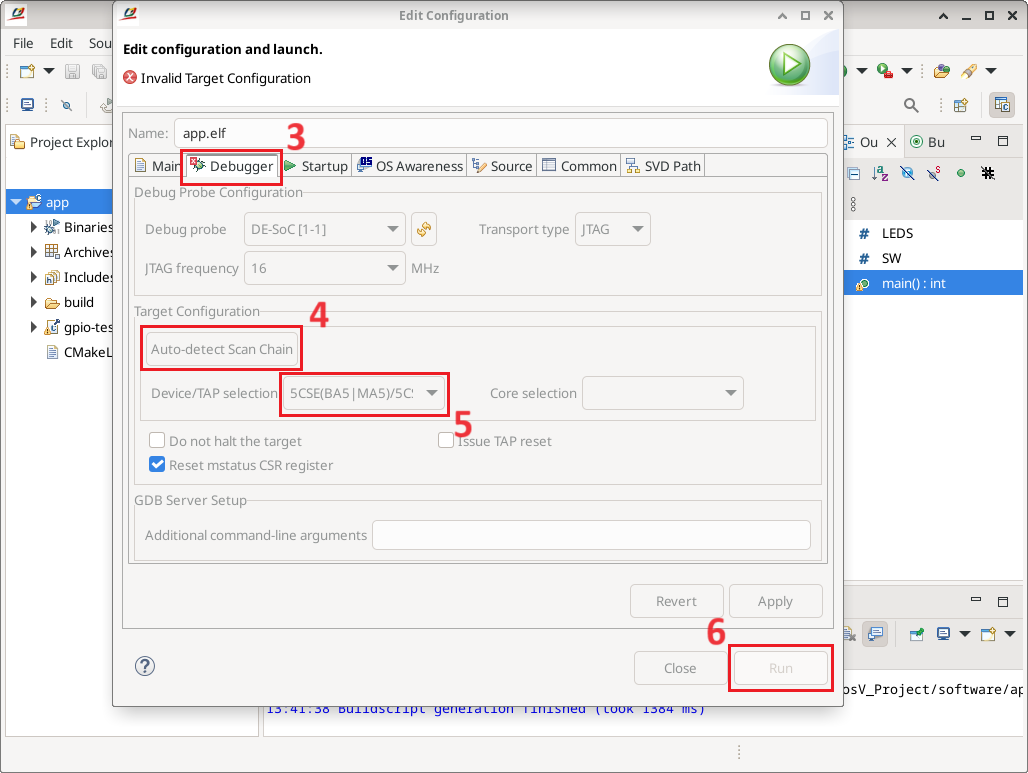 Edit Configuration
File Edit Sou
Edit configuration and launch.
Invalid Target Configuration
Project Explor
Name: app.elf
3
Main Debugger Startup OS Awareness Source Common SVD Path
Ou Bu
Debug Probe Configuration
Debug probe DE-SoC [1-1] Transport type JTAG
JTAG frequency 16 MHz
app
Binaries
Archives
Includes
build
gpio-tes
CMakeL
LEDS
SW
main() : int
Target Configuration
4
Auto-detect Scan Chain
Device/TAP selection 5CSE(BA5|MA5)/5CS Core selection
5
Do not halt the target Issue TAP reset
Reset mstatus CSR register
GDB Server Setup
Additional command-line arguments
Revert Apply
6
Close Run
osV_Project/software/ap
13:41:38 Buildscript generation finished (took 1384 ms)